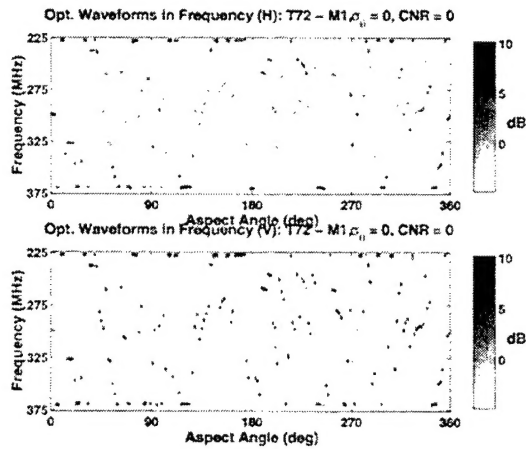 Opt. Waveforms in Frequency (H): T72 – M1,σθ = 0, CNR = 0
225
275
325
375
Frequency (MHz)
0 90 180 270 360
Aspect Angle (deg)
10
5
0
dB
Opt. Waveforms in Frequency (V): T72 – M1,σθ = 0, CNR = 0
225
275
325
375
Frequency (MHz)
0 90 180 270 360
Aspect Angle (deg)
10
5
0
dB